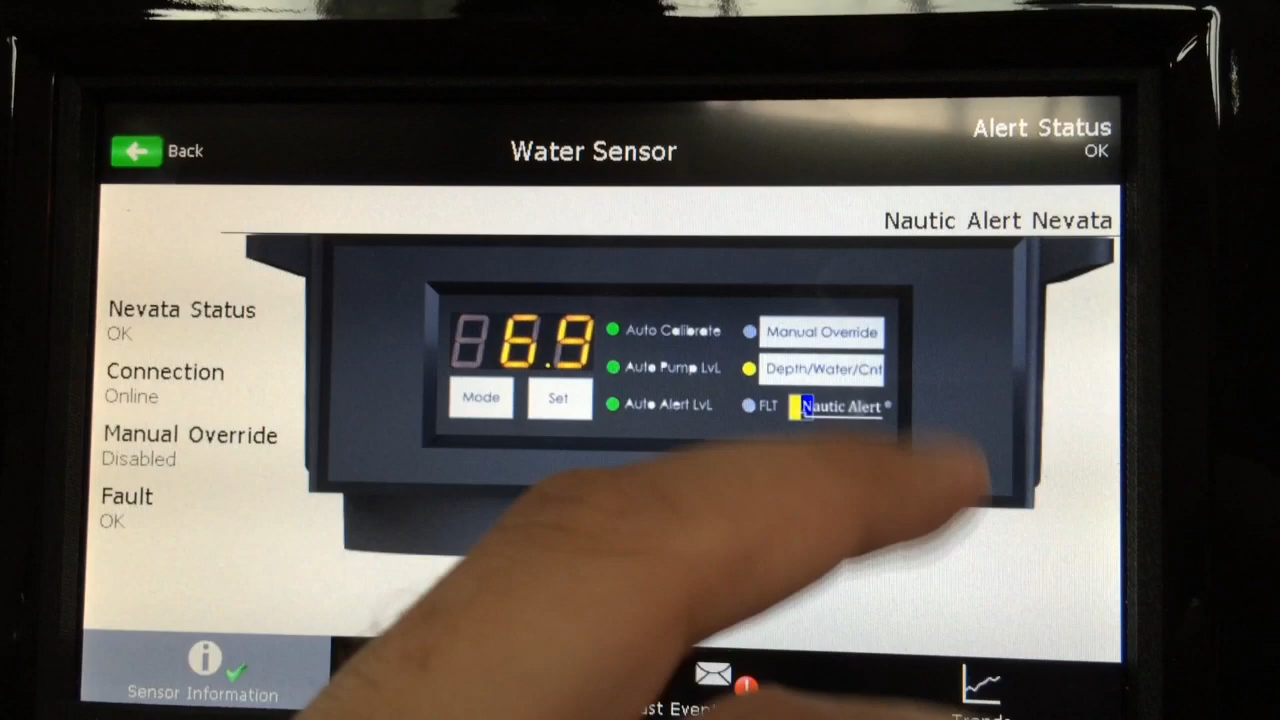 Back
Water Sensor
Alert Status
OK
Nautic Alert Nevata
Nevata Status
OK
Connection
Online
Manual Override
Disabled
Fault
OK
6.9
Mode
Set
Auto Calibrate
Auto Pump LvL
Auto Alert LvL
Manual Override
Depth/Water/Cnt
FLT
Nautic Alert®
Sensor Information